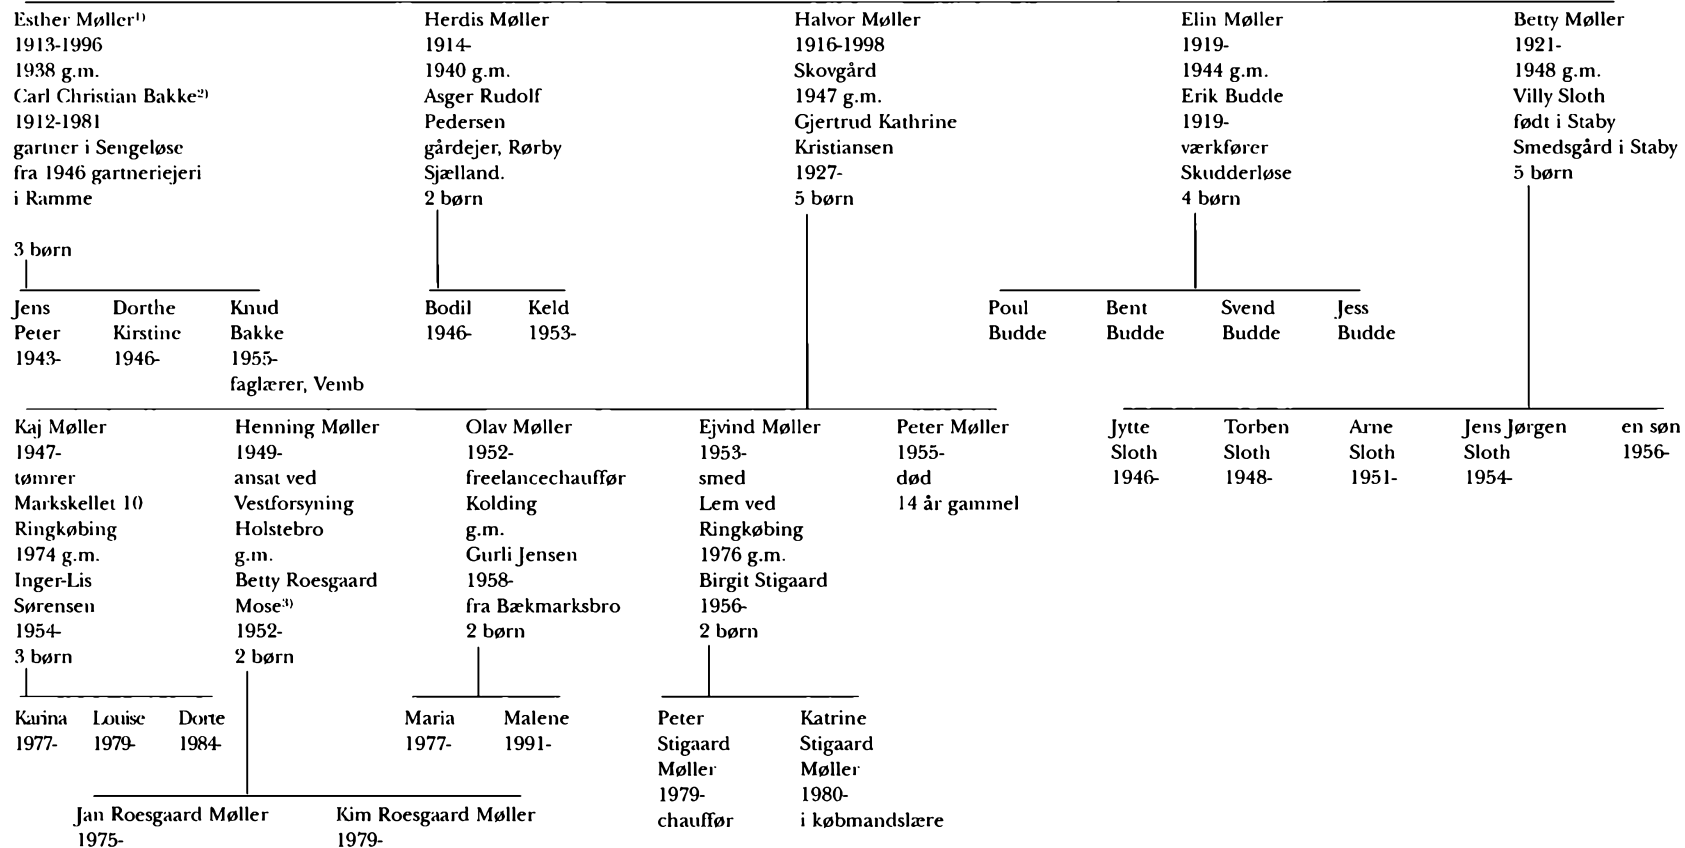 Esther Møller¹⁾
1913-1996
1938 g.m.
Carl Christian Bakke²⁾
1912-1981
gartner i Sengeløse
fra 1946 gartneriejeri
i Ramme
3 børn
Herdis Møller
1914-
1940 g.m.
Asger Rudolf
Pedersen
gårdejer, Rørby
Sjælland.
2 børn
Halvor Møller
1916-1998
Skovgård
1947 g.m.
Gjertrud Kathrine
Kristiansen
1927-
5 børn
Elin Møller
1919-
1944 g.m.
Erik Budde
1919-
værkfører
Skudderløse
4 børn
Betty Møller
1921-
1948 g.m.
Villy Sloth
født i Staby
Smedsgård i Staby
5 børn
Jens
Peter
1943-
Dorthe
Kirstine
1946-
Knud
Bakke
1955-
faglærer, Vemb
Bodil
1946-
Keld
1953-
Poul
Budde
Bent
Budde
Svend
Budde
Jess
Budde
Kaj Møller
1947-
tømrer
Markskellet 10
Ringkøbing
1974 g.m.
Inger-Lis
Sørensen
1954-
3 børn
Henning Møller
1949-
ansat ved
Vestforsyning
Holstebro
g.m.
Betty Roesgaard
Mose³⁾
1952-
2 børn
Olav Møller
1952-
freelancechauffør
Kolding
g.m.
Gurli Jensen
1958-
fra Bækmarksbro
2 børn
Ejvind Møller
1953-
smed
Lem ved
Ringkøbing
1976 g.m.
Birgit Stigaard
1956-
2 børn
Peter Møller
1955-
død
14 år gammel
Jytte
Sloth
1946-
Torben
Sloth
1948-
Arne
Sloth
1951-
Jens Jørgen
Sloth
1954-
en søn
1956-
Karina
1977-
Louise
1979-
Dorte
1984-
Maria
1977-
Malene
1991-
Peter
Stigaard
Møller
1979-
chauffør
Katrine
Stigaard
Møller
1980-
i købmandslære
Jan Roesgaard Møller
1975-
Kim Roesgaard Møller
1979-